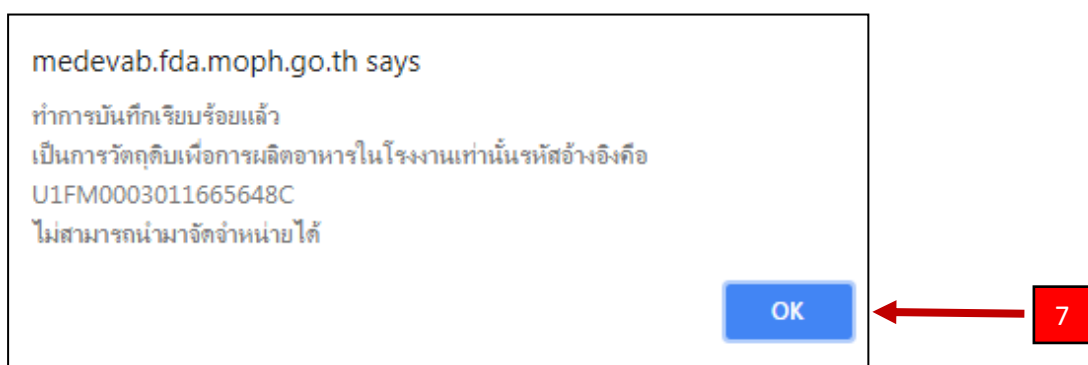 medevab.fda.moph.go.th says
ทำการบันทึกเรียบร้อยแล้ว
เป็นการวัตถุดิบเพื่อการผลิตอาหารในโรงงานเท่านั้นรหัสอ้างอิงคือ
U1FM0003011665648C
ไม่สามารถนำมาจัดจำหน่ายได้
OK
7